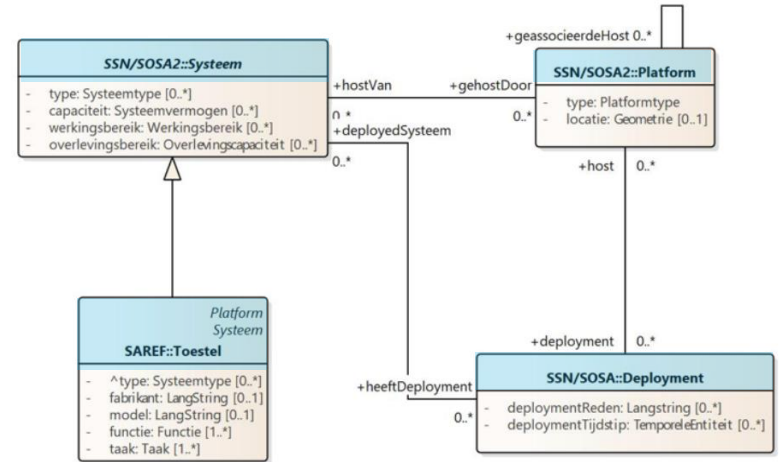 +geassocieerdeHost 0..*
SSN/SOSA2::Systeem
- type: Systeemtype [0..*]
- capaciteit: Systeemvermogen [0..*]
- werkingsbereik: Werkingsbereik [0..*]
- overlevingsbereik: Overlevingscapaciteit [0..*]
+hostVan
+gehostDoor
0..*
0..*
SSN/SOSA2::Platform
- type: Platformtype
- locatie: Geometrie [0..1]
+deployedSysteem
0..*
+host 0..*
Platform
Systeem
SAREF::Toestel
- ^type: Systeemtype [0..*]
- fabrikant: LangString [0..1]
- model: LangString [0..1]
- functie: Functie [1..*]
- taak: Taak [1..*]
+deployment 0..*
+heeftDeployment
0..*
SSN/SOSA::Deployment
- deploymentReden: Langstring [0..*]
- deploymentTijdstip: TemporeleEntiteit [0..*]